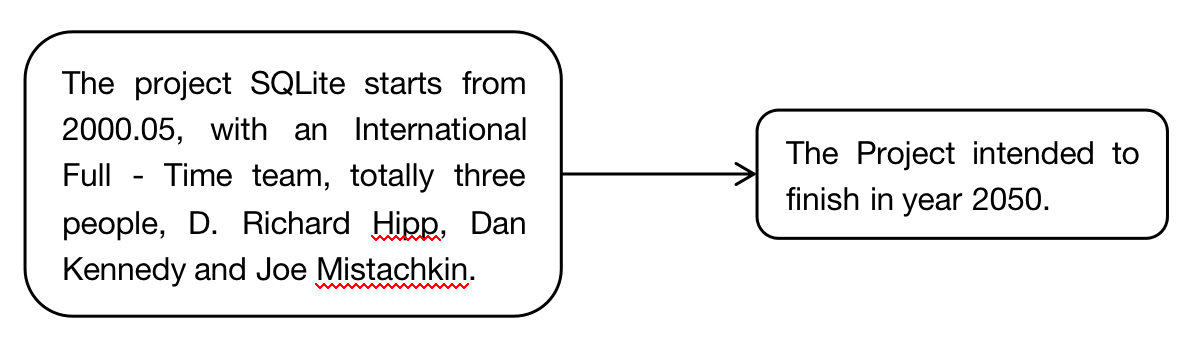 The project SQLite starts from
2000.05, with an International
Full - Time team, totally three
people, D. Richard Hipp, Dan
Kennedy and Joe Mistachkin.
The Project intended to
finish in year 2050.